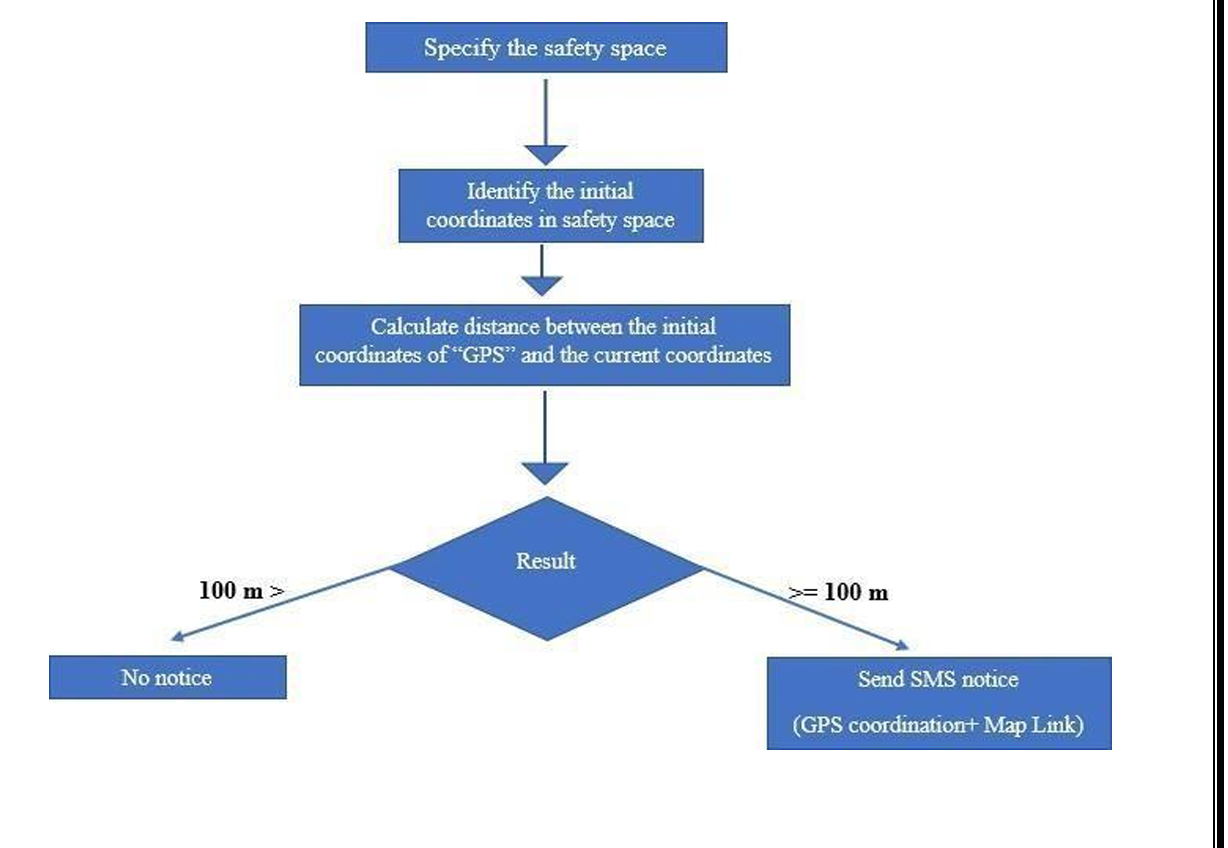 Specify the safety space
Identify the initial
coordinates in safety space
Calculate distance between the initial
coordinates of “GPS” and the current coordinates
Result
100 m >
>= 100 m
No notice
Send SMS notice
(GPS coordination+ Map Link)